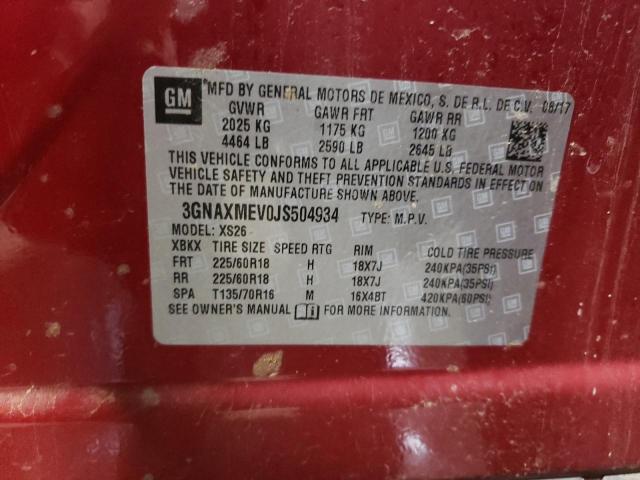 GM
MFD BY GENERAL MOTORS DE MEXICO, S. DE R.L. DE C.V. 08/17
GVWR GAWR FRT GAWR RR
2025 KG 1175 KG 1200 KG
4464 LB 2590 LB 2645 LB
THIS VEHICLE CONFORMS TO ALL APPLICABLE U.S. FEDERAL MOTOR
VEHICLE SAFETY AND THEFT PREVENTION STANDARDS IN EFFECT ON
THE DATE OF MANUFACTURE SHOWN ABOVE.
3GNAXMEV0JS504934 TYPE: M.P.V.
MODEL: XS26
XBKX TIRE SIZE SPEED RTG RIM COLD TIRE PRESSURE
FRT 225/60R18 H 18X7J 240KPA(35PSI)
RR 225/60R18 H 18X7J 240KPA(35PSI)
SPA T135/70R16 M 16X4BT 420KPA(60PSI)
SEE OWNER'S MANUAL FOR MORE INFORMATION.